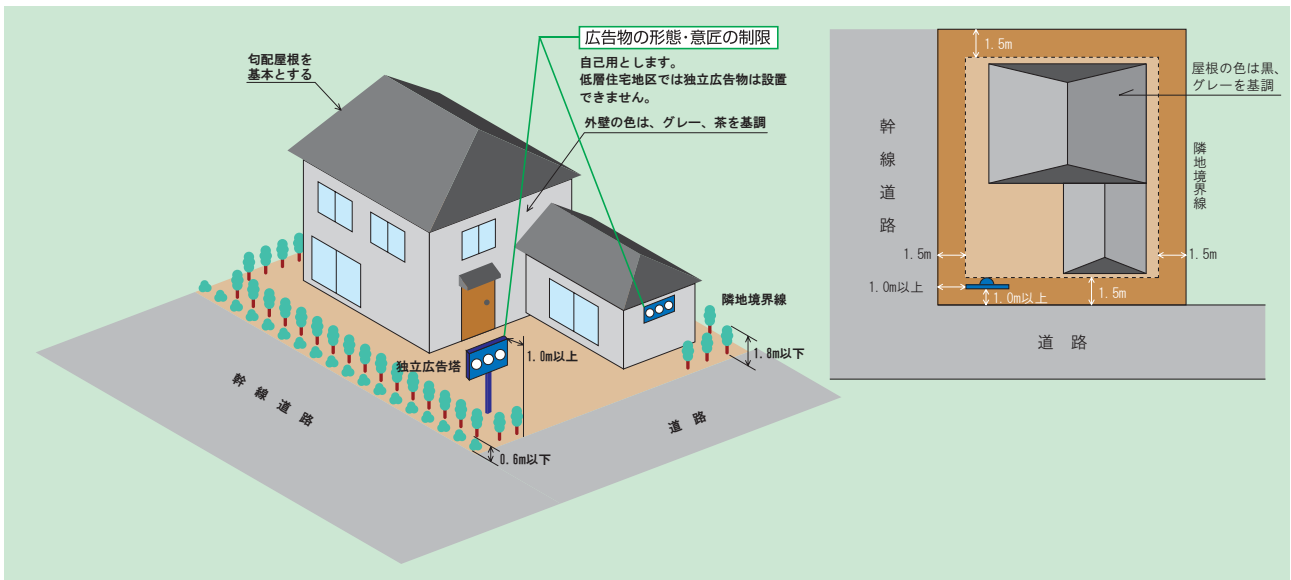 勾配屋根を
基本とする
広告物の形態・意匠の制限
自己用とします。
低層住宅地区では独立広告物は設置
できません。
外壁の色は、グレー、茶を基調
隣地境界線
1.8m以下
独立広告塔
1.0m以上
幹線道路
道路
0.6m以下
1.5m
屋根の色は黒、
グレーを基調
幹線道路
隣地境界線
1.5m
1.5m
1.0m以上
1.0m以上
1.5m
道路